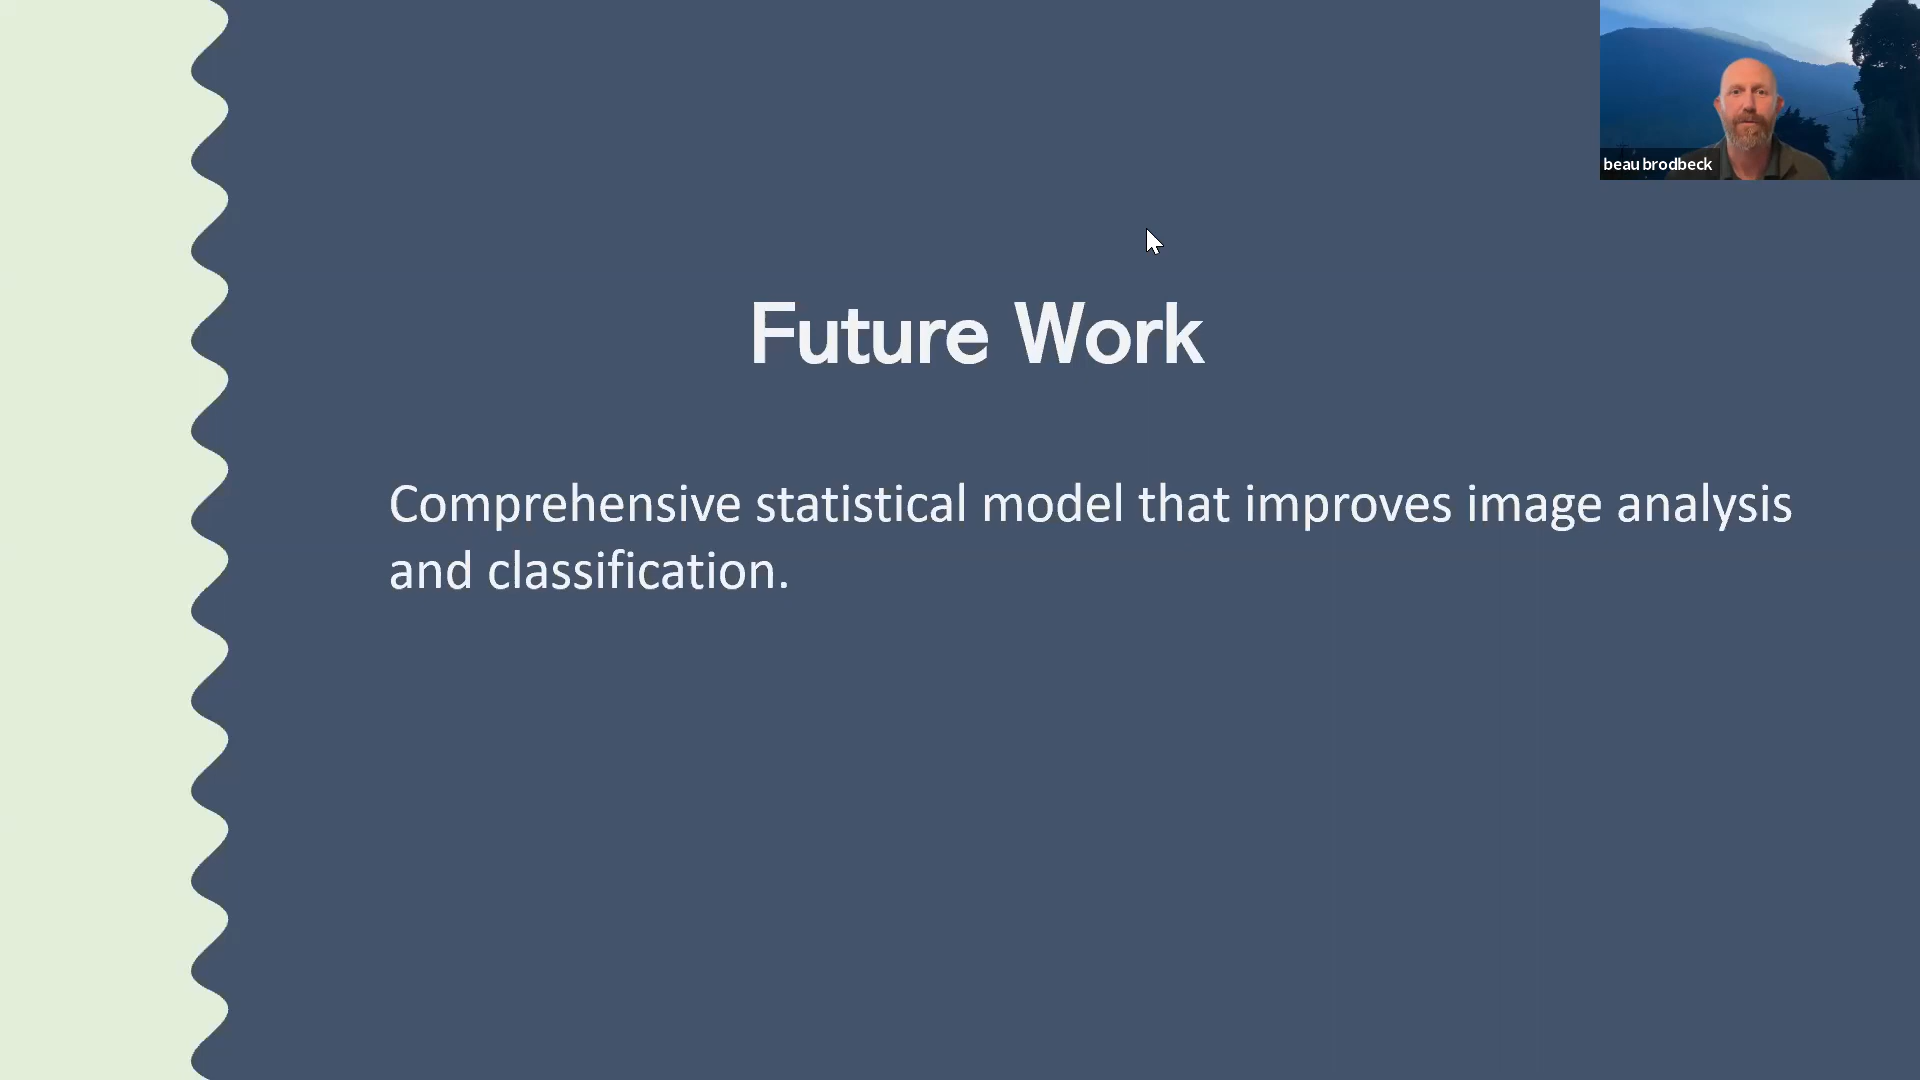 beau brodbeck
Future Work
Comprehensive statistical model that improves image analysis
and classification.